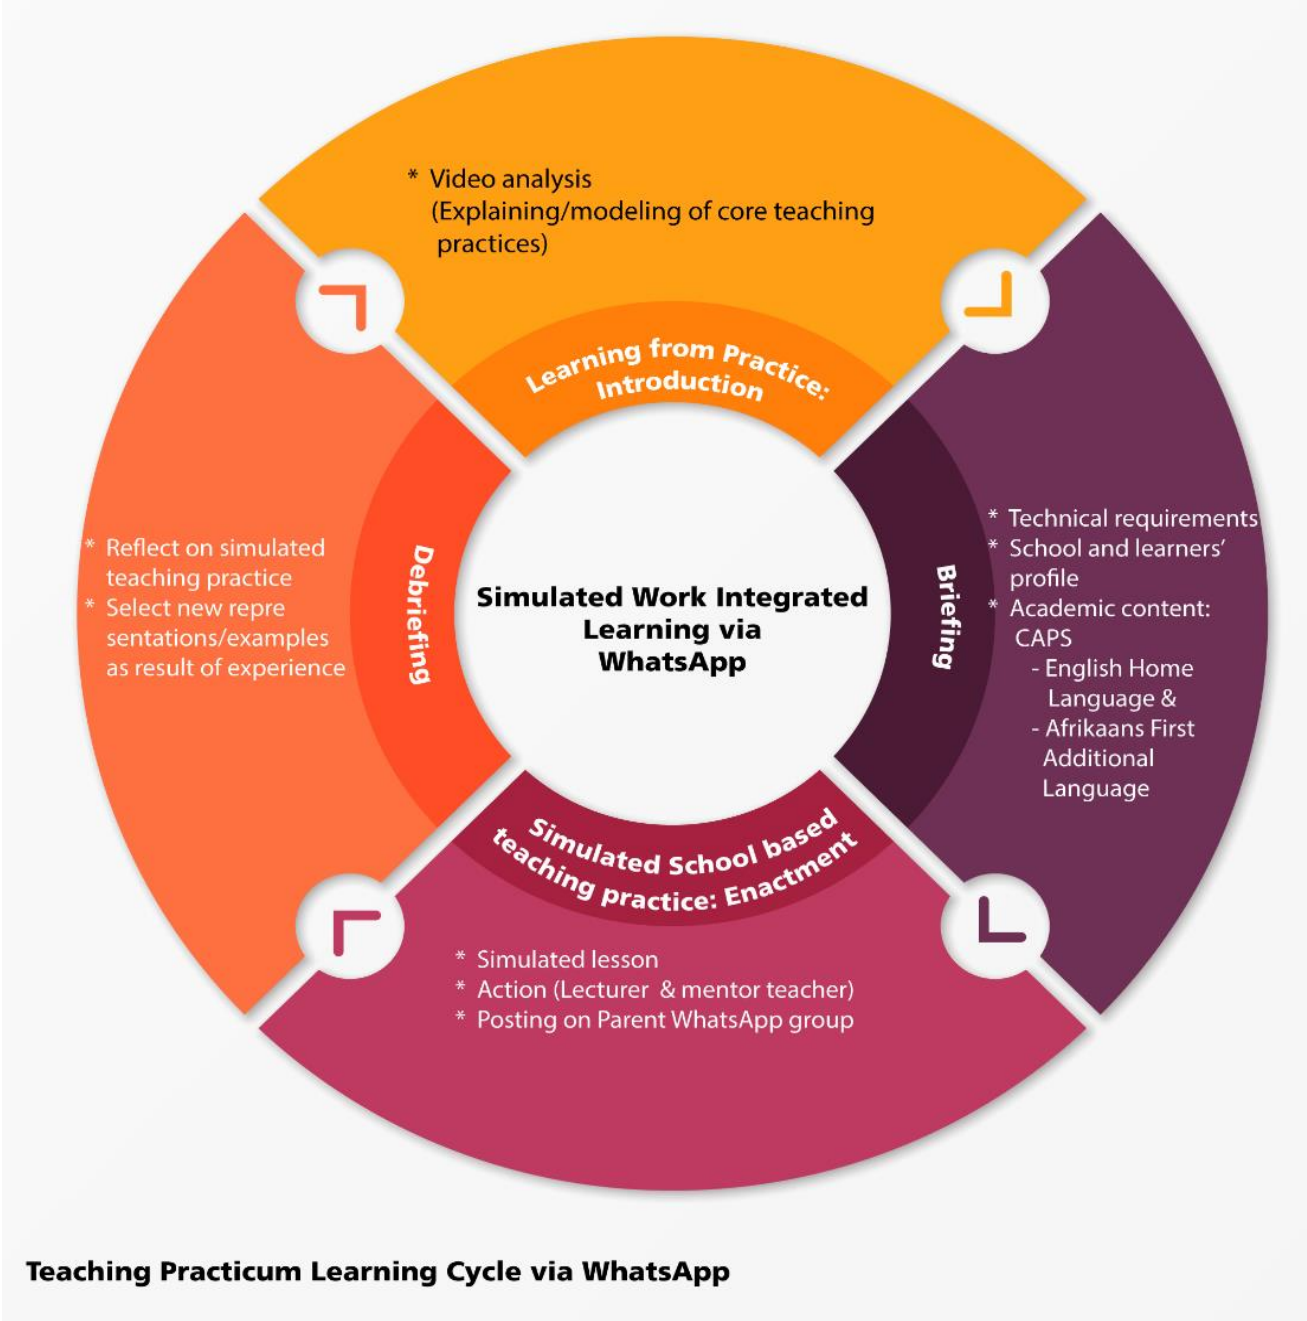 * Video analysis
(Explaining/modeling of core teaching
practices)
Learning from Practice:
Introduction
* Technical requirements
* School and learners’
profile
* Academic content:
CAPS
- English Home
Language &
- Afrikaans First
Additional
Language
Briefing
Simulated Work Integrated
Learning via
WhatsApp
Simulated School based
teaching practice: Enactment
* Simulated lesson
* Action (Lecturer & mentor teacher)
* Posting on Parent WhatsApp group
Debriefing
* Reflect on simulated
teaching practice
* Select new repre
sentations/examples
as result of experience
Teaching Practicum Learning Cycle via WhatsApp